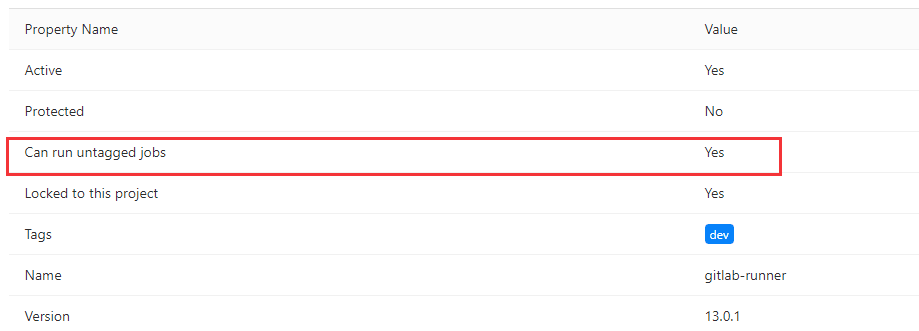 Property Name Value
Active Yes
Protected No
Can run untagged jobs Yes
Locked to this project Yes
Tags dev
Name gitlab-runner
Version 13.0.1